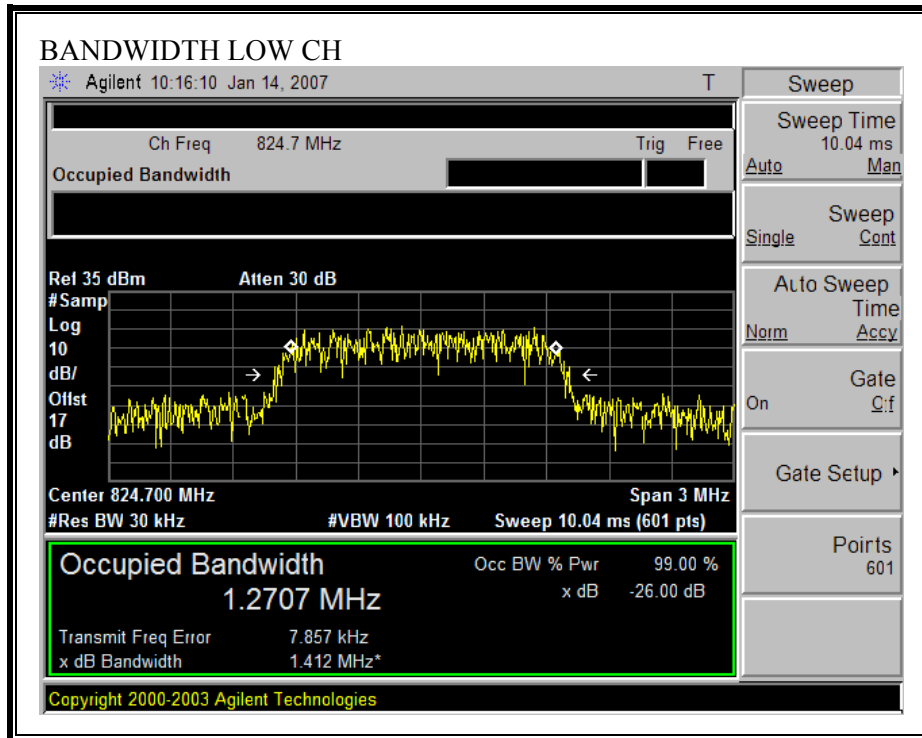 BANDWIDTH LOW CH
Agilent 10:16:10 Jan 14, 2007 T
Ch Freq 824.7 MHz Trig Free
Occupied Bandwidth
Ref 35 dBm Atten 30 dB
#Samp
Log
10
dB/
Offst
17
dB
Center 824.700 MHz Span 3 MHz
#Res BW 30 kHz #VBW 100 kHz Sweep 10.04 ms (601 pts)
Occupied Bandwidth Occ BW % Pwr 99.00 %
1.2707 MHz x dB -26.00 dB
Transmit Freq Error 7.857 kHz
x dB Bandwidth 1.412 MHz*
Copyright 2000-2003 Agilent Technologies
Sweep
Sweep Time
10.04 ms
Auto Man
Sweep
Single Cont
Auto Sweep
Time
Norm Accy
Gate
On Off
Gate Setup
Points
601